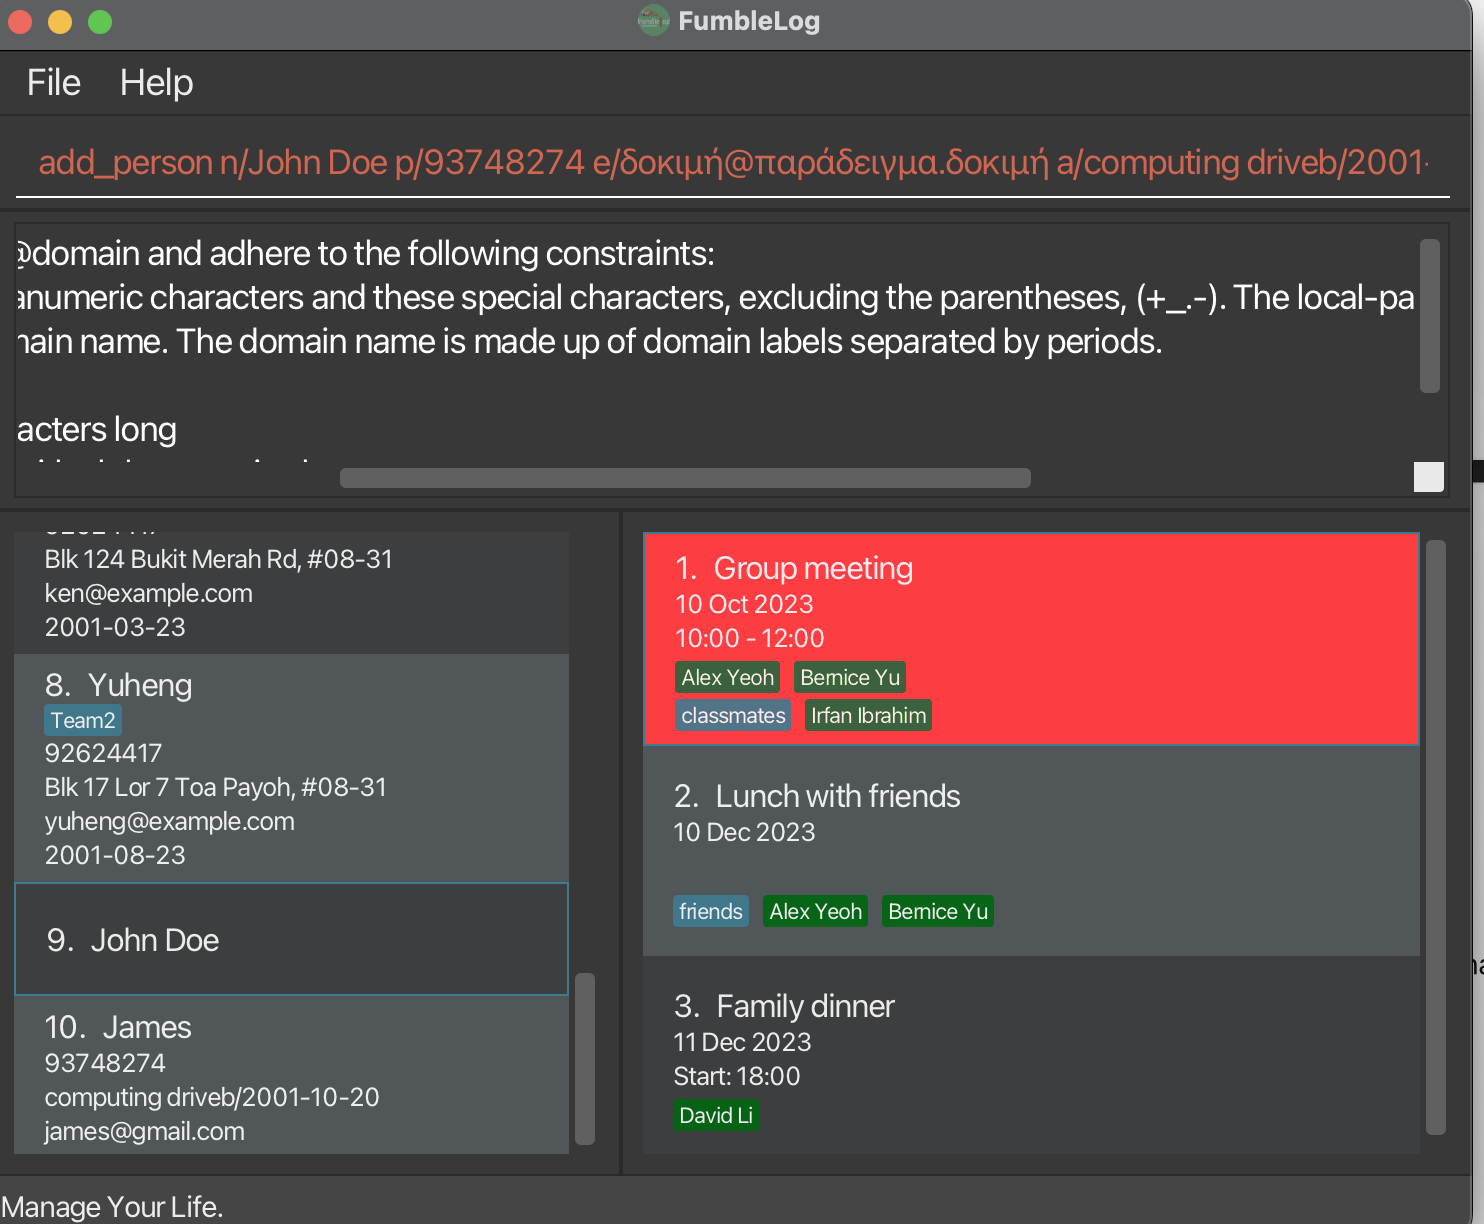 FumbleLog
File Help
add_person n/John Doe p/93748274 e/δοκιμή@παράδειγμα.δοκιμή a/computing driveb/2001-
@domain and adhere to the following constraints:
anumeric characters and these special characters, excluding the parentheses, (+_.-). The local-pa
main name. The domain name is made up of domain labels separated by periods.
acters long
Blk 124 Bukit Merah Rd, #08-31
ken@example.com
2001-03-23
8. Yuheng
Team2
92624417
Blk 17 Lor 7 Toa Payoh, #08-31
yuheng@example.com
2001-08-23
9. John Doe
10. James
93748274
computing driveb/2001-10-20
james@gmail.com
1. Group meeting
10 Oct 2023
10:00 - 12:00
Alex Yeoh Bernice Yu
classmates Irfan Ibrahim
2. Lunch with friends
10 Dec 2023
friends Alex Yeoh Bernice Yu
3. Family dinner
11 Dec 2023
Start: 18:00
David Li
Manage Your Life.